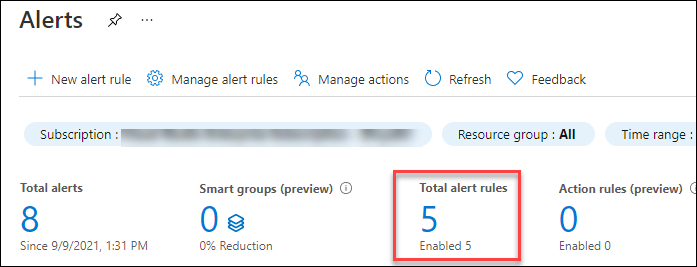 Alerts ...
New alert rule Manage alert rules Manage actions Refresh Feedback
Subscription : Resource group : All Time range :
Total alerts Smart groups (preview) Total alert rules Action rules (preview)
8 0 5 0
Since 9/9/2021, 1:31 PM 0% Reduction Enabled 5 Enabled 0